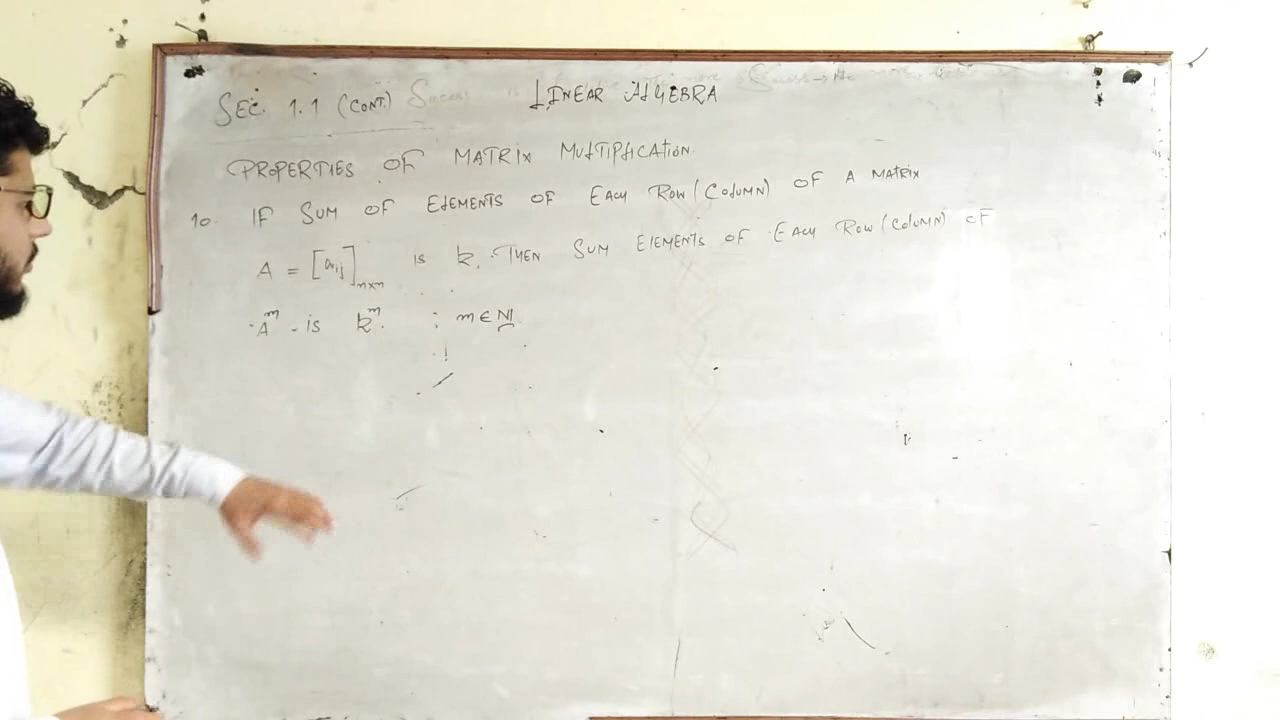 SEC. 1.1 (CONT.) LINEAR ALGEBRA
PROPERTIES OF MATRIX MULTIPLICATION
10. IF SUM OF ELEMENTS OF EACH ROW (COLUMN) OF A MATRIX
A = [aij]n×n IS k. THEN SUM ELEMENTS OF EACH ROW (COLUMN) OF
A^m is k^m : m ∈ ℕ